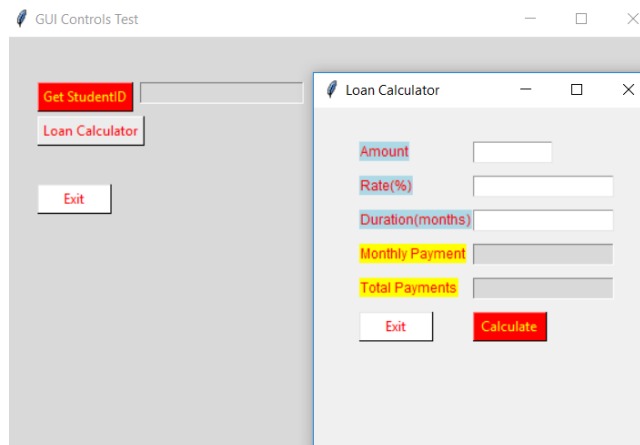 GUI Controls Test
Get StudentID
Loan Calculator
Exit
Loan Calculator
Amount
Rate(%)
Duration(months)
Monthly Payment
Total Payments
Exit Calculate